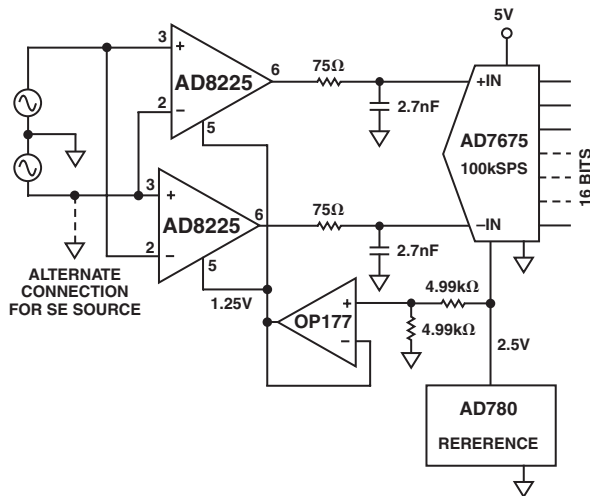 5V
3
+
AD8225
6
75Ω
+IN
2
–
5
2.7nF
AD7675
100kSPS
16 BITS
3
+
AD8225
6
75Ω
–IN
2
–
5
2.7nF
ALTERNATE
CONNECTION
FOR SE SOURCE
1.25V
+
OP177
–
4.99kΩ
4.99kΩ
2.5V
AD780
RERERENCE